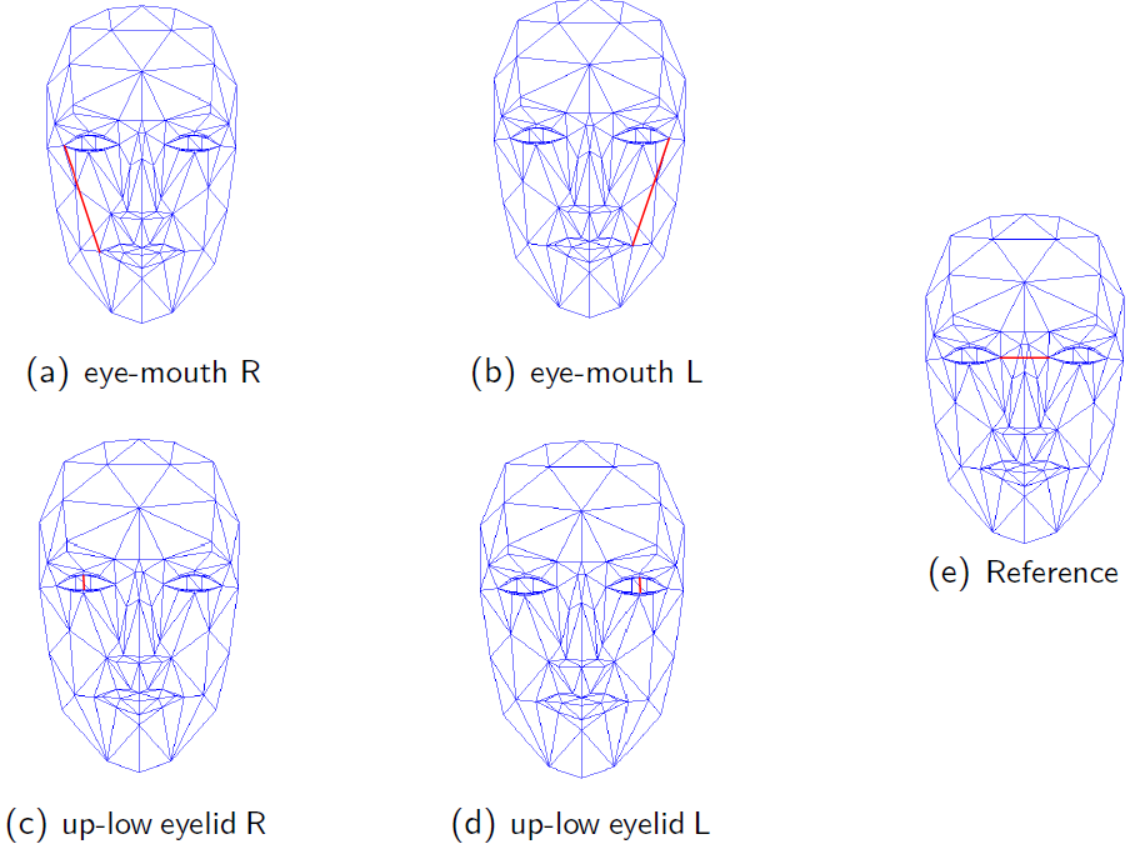 (a) eye-mouth R
(b) eye-mouth L
(c) up-low eyelid R
(d) up-low eyelid L
(e) Reference